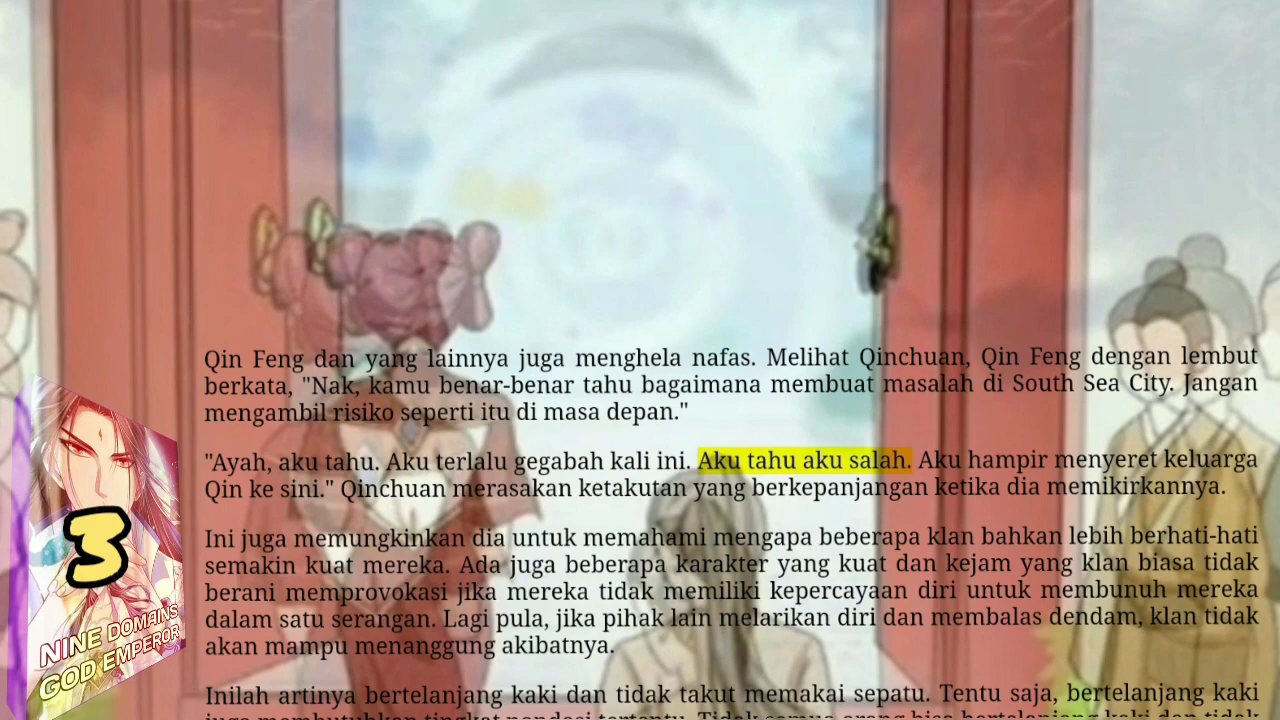 Qin Feng dan yang lainnya juga menghela nafas. Melihat Qinchuan, Qin Feng dengan lembut
berkata, "Nak, kamu benar-benar tahu bagaimana membuat masalah di South Sea City. Jangan
mengambil risiko seperti itu di masa depan."
"Ayah, aku tahu. Aku terlalu gegabah kali ini. Aku tahu aku salah. Aku hampir menyeret keluarga
Qin ke sini." Qinchuan merasakan ketakutan yang berkepanjangan ketika dia memikirkannya.
Ini juga memungkinkan dia untuk memahami mengapa beberapa klan bahkan lebih berhati-hati
semakin kuat mereka. Ada juga beberapa karakter yang kuat dan kejam yang klan biasa tidak
berani memprovokasi jika mereka tidak memiliki kepercayaan diri untuk membunuh mereka
dalam satu serangan. Lagi pula, jika pihak lain melarikan diri dan membalas dendam, klan tidak
akan mampu menanggung akibatnya.
Inilah artinya bertelanjang kaki dan tidak takut memakai sepatu. Tentu saja, bertelanjang kaki
3
NINE DOMAINS
GOD EMPEROR